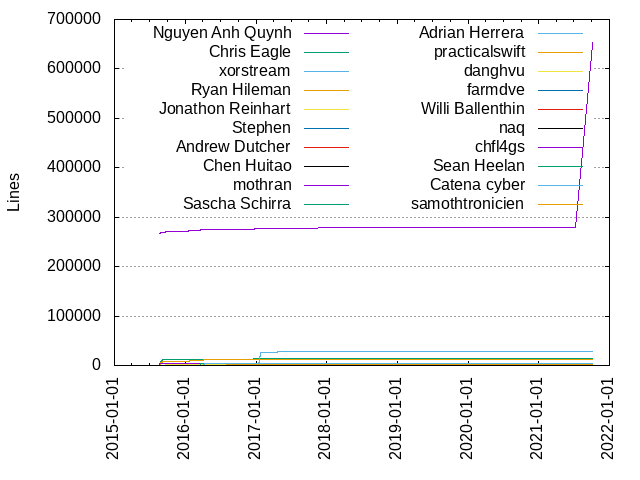 700000
600000
500000
400000
300000
200000
100000
0
Lines
Nguyen Anh Quynh
Chris Eagle
xorstream
Ryan Hileman
Jonathon Reinhart
Stephen
Andrew Dutcher
Chen Huitao
mothran
Sascha Schirra
Adrian Herrera
practicalswift
danghvu
farmdve
Willi Ballenthin
naq
chfl4gs
Sean Heelan
Catena cyber
samothtronicien
2015-01-01
2016-01-01
2017-01-01
2018-01-01
2019-01-01
2020-01-01
2021-01-01
2022-01-01